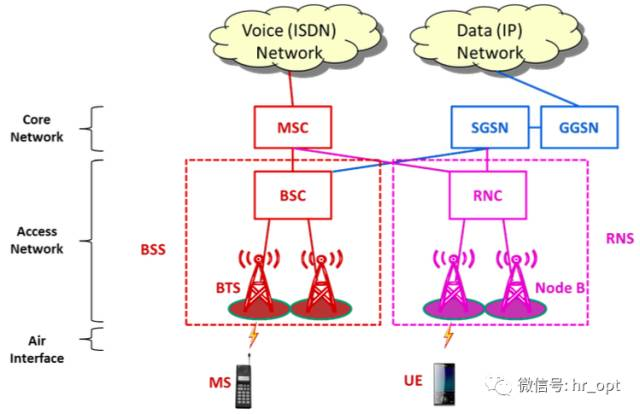 Voice (ISDN)
Network
Data (IP)
Network
Core
Network
MSC
SGSN
GGSN
BSC
RNC
Access
Network
BSS
RNS
BTS
Node B
Air
Interface
MS
UE
微信号: hr_opt